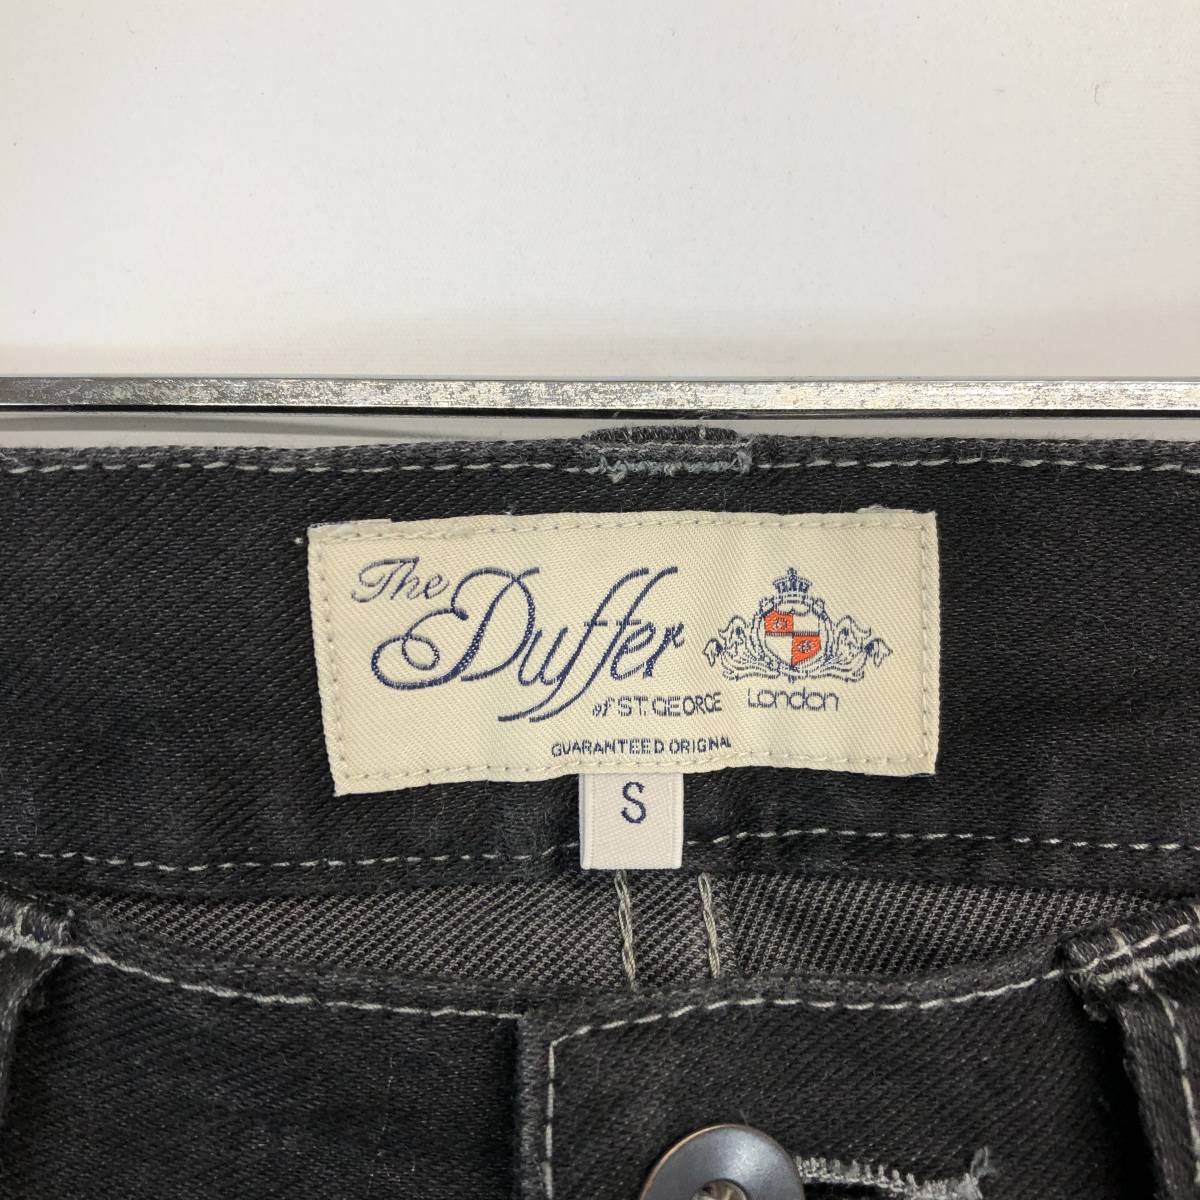 The
Duffer
of ST. GEORGE
London
GUARANTEED ORIGINAL
S